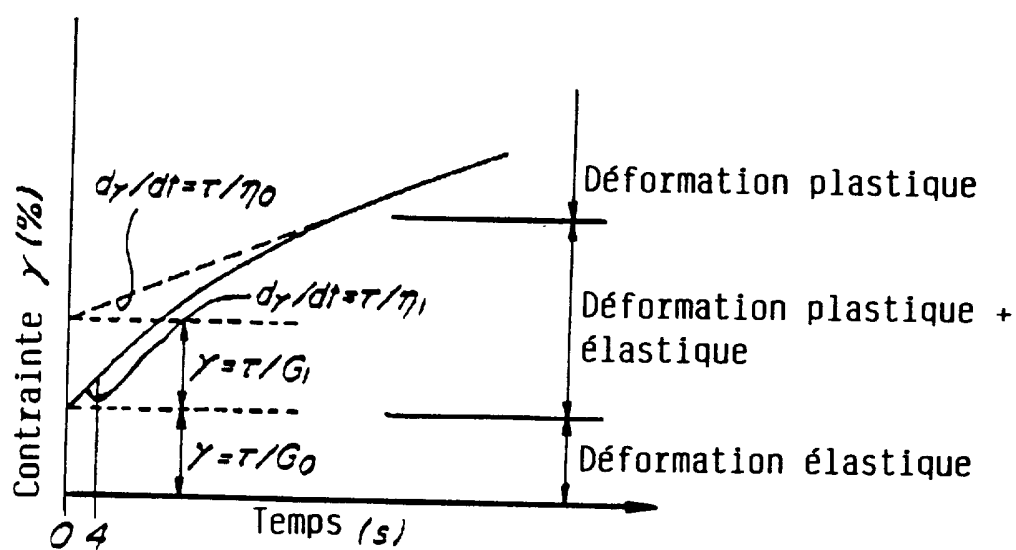 dγ/dt=τ/η0
Déformation plastique
Contrainte γ (%)
dγ/dt=τ/η1
Déformation plastique +
élastique
γ=τ/G1
γ=τ/G0
Déformation élastique
0 4
Temps (s)